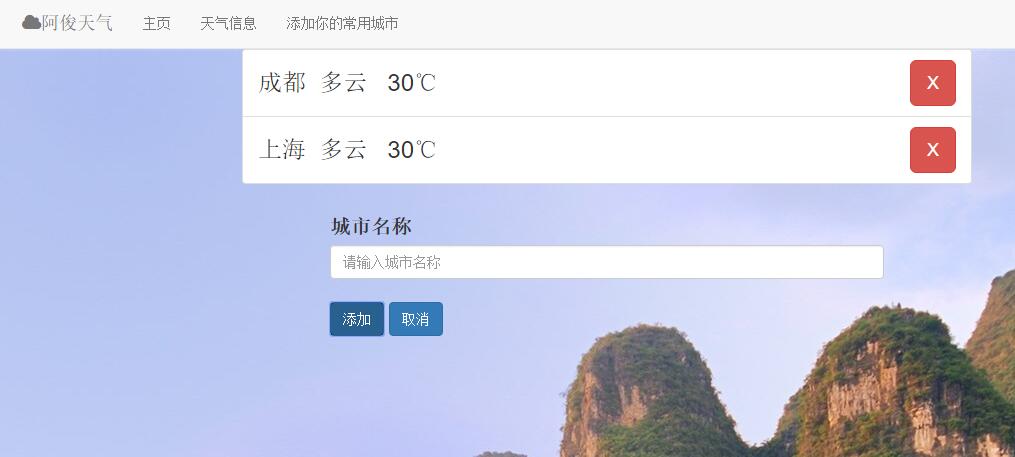 阿俊天气 主页 天气信息 添加你的常用城市
成都 多云 30℃ X
上海 多云 30℃ X
城市名称
请输入城市名称
添加 取消